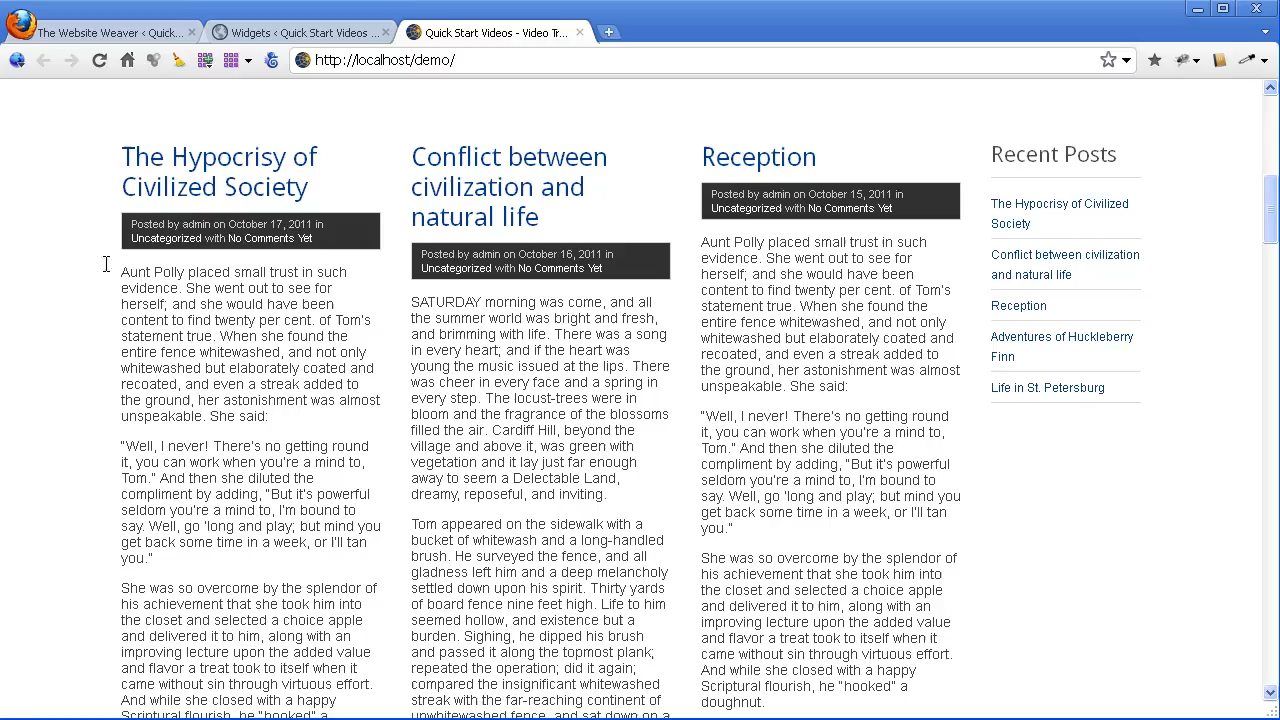 The Website Weaver ‹ Quick...
Widgets ‹ Quick Start Videos ...
Quick Start Videos - Video Tr...
http://localhost/demo/
The Hypocrisy of
Civilized Society
Posted by admin on October 17, 2011 in
Uncategorized with No Comments Yet
Aunt Polly placed small trust in such
evidence. She went out to see for
herself; and she would have been
content to find twenty per cent. of Tom's
statement true. When she found the
entire fence whitewashed, and not only
whitewashed but elaborately coated and
recoated, and even a streak added to
the ground, her astonishment was almost
unspeakable. She said:
"Well, I never! There's no getting round
it, you can work when you're a mind to,
Tom." And then she diluted the
compliment by adding, "But it's powerful
seldom you're a mind to, I'm bound to
say. Well, go 'long and play; but mind you
get back some time in a week, or I'll tan
you."
She was so overcome by the splendor of
his achievement that she took him into
the closet and selected a choice apple
and delivered it to him, along with an
improving lecture upon the added value
and flavor a treat took to itself when it
came without sin through virtuous effort.
And while she closed with a happy
Scriptural flourish, he "hooked" a
Conflict between
civilization and
natural life
Posted by admin on October 16, 2011 in
Uncategorized with No Comments Yet
SATURDAY morning was come, and all
the summer world was bright and fresh,
and brimming with life. There was a song
in every heart; and if the heart was
young the music issued at the lips. There
was cheer in every face and a spring in
every step. The locust-trees were in
bloom and the fragrance of the blossoms
filled the air. Cardiff Hill, beyond the
village and above it, was green with
vegetation and it lay just far enough
away to seem a Delectable Land,
dreamy, reposeful, and inviting.
Tom appeared on the sidewalk with a
bucket of whitewash and a long-handled
brush. He surveyed the fence, and all
gladness left him and a deep melancholy
settled down upon his spirit. Thirty yards
of board fence nine feet high. Life to him
seemed hollow, and existence but a
burden. Sighing, he dipped his brush
and passed it along the topmost plank;
repeated the operation; did it again;
compared the insignificant whitewashed
streak with the far-reaching continent of
unwhitewashed fence, and sat down on a
Reception
Posted by admin on October 15, 2011 in
Uncategorized with No Comments Yet
Aunt Polly placed small trust in such
evidence. She went out to see for
herself; and she would have been
content to find twenty per cent. of Tom's
statement true. When she found the
entire fence whitewashed, and not only
whitewashed but elaborately coated and
recoated, and even a streak added to
the ground, her astonishment was almost
unspeakable. She said:
"Well, I never! There's no getting round
it, you can work when you're a mind to,
Tom." And then she diluted the
compliment by adding, "But it's powerful
seldom you're a mind to, I'm bound to
say. Well, go 'long and play; but mind you
get back some time in a week, or I'll tan
you."
She was so overcome by the splendor of
his achievement that she took him into
the closet and selected a choice apple
and delivered it to him, along with an
improving lecture upon the added value
and flavor a treat took to itself when it
came without sin through virtuous effort.
And while she closed with a happy
Scriptural flourish, he "hooked" a
doughnut.
Recent Posts
The Hypocrisy of Civilized
Society
Conflict between civilization
and natural life
Reception
Adventures of Huckleberry
Finn
Life in St. Petersburg